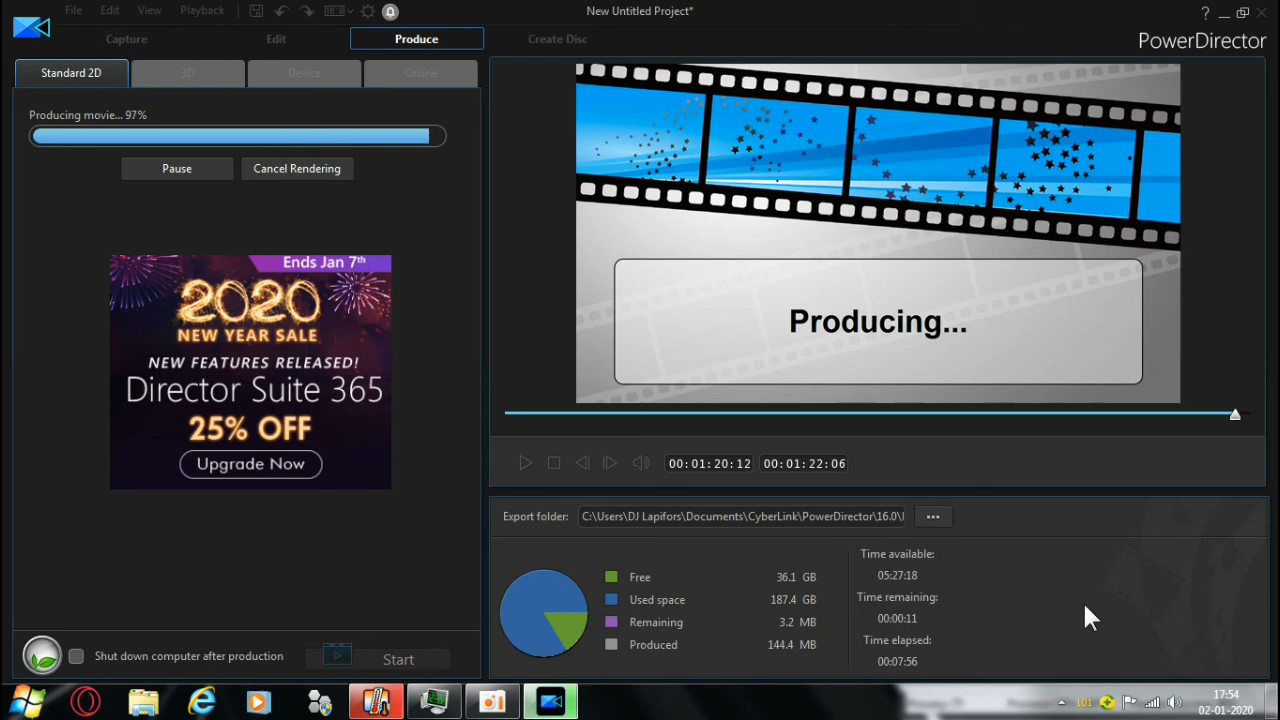 File Edit View Playback
16:9
New Untitled Project*
?
Capture Edit Produce Create Disc
PowerDirector
Standard 2D 3D Device Online
Producing movie... 97%
Pause Cancel Rendering
Ends Jan 7th
2020
NEW YEAR SALE
NEW FEATURES RELEASED!
Director Suite 365
25% OFF
Upgrade Now
Producing...
00:01:20:12 00:01:22:06
Export folder: C:\Users\DJ Lapifors\Documents\CyberLink\PowerDirector\16.0\ ...
Free 36.1 GB
Used space 187.4 GB
Remaining 3.2 MB
Produced 144.4 MB
Time available:
05:27:18
Time remaining:
00:00:11
Time elapsed:
00:07:56
Shut down computer after production Start
101
17:54
02-01-2020